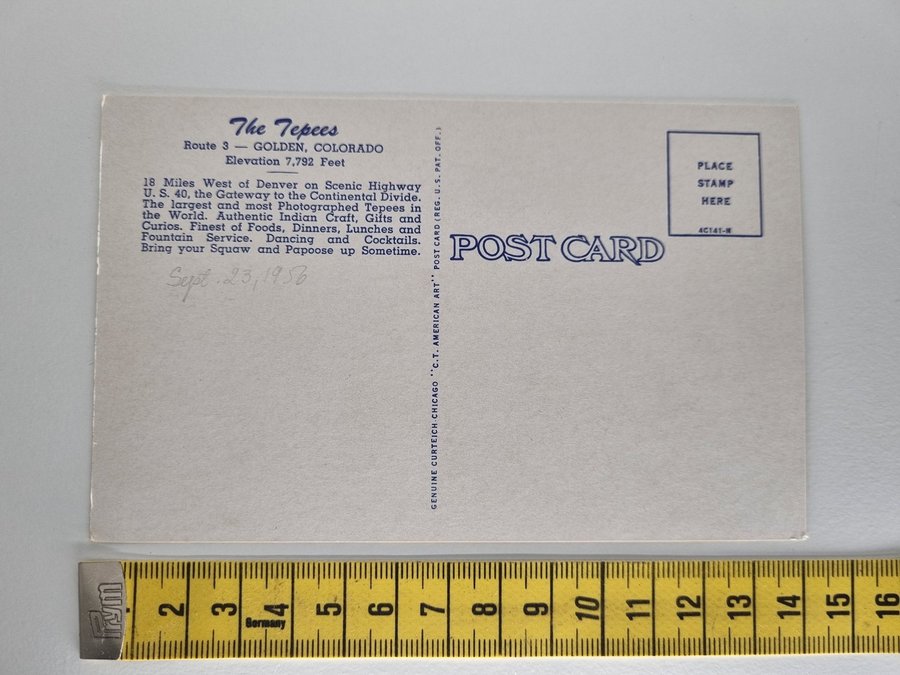 The Tepees
Route 3 — GOLDEN, COLORADO
Elevation 7,792 Feet
18 Miles West of Denver on Scenic Highway
U. S. 40, the Gateway to the Continental Divide.
The largest and most Photographed Tepees in
the World. Authentic Indian Craft, Gifts and
Curios. Finest of Foods, Dinners, Lunches and
Fountain Service. Dancing and Cocktails.
Bring your Squaw and Papoose up Sometime.
Sept. 23, 1956
GENUINE CURTEICH-CHICAGO "C.T. AMERICAN ART" POST CARD (REG. U. S. PAT. OFF.)
POST CARD
PLACE
STAMP
HERE
4C141-N
Prym
2 3 4 5 6 7 8 9 10 11 12 13 14 15 16
Germany